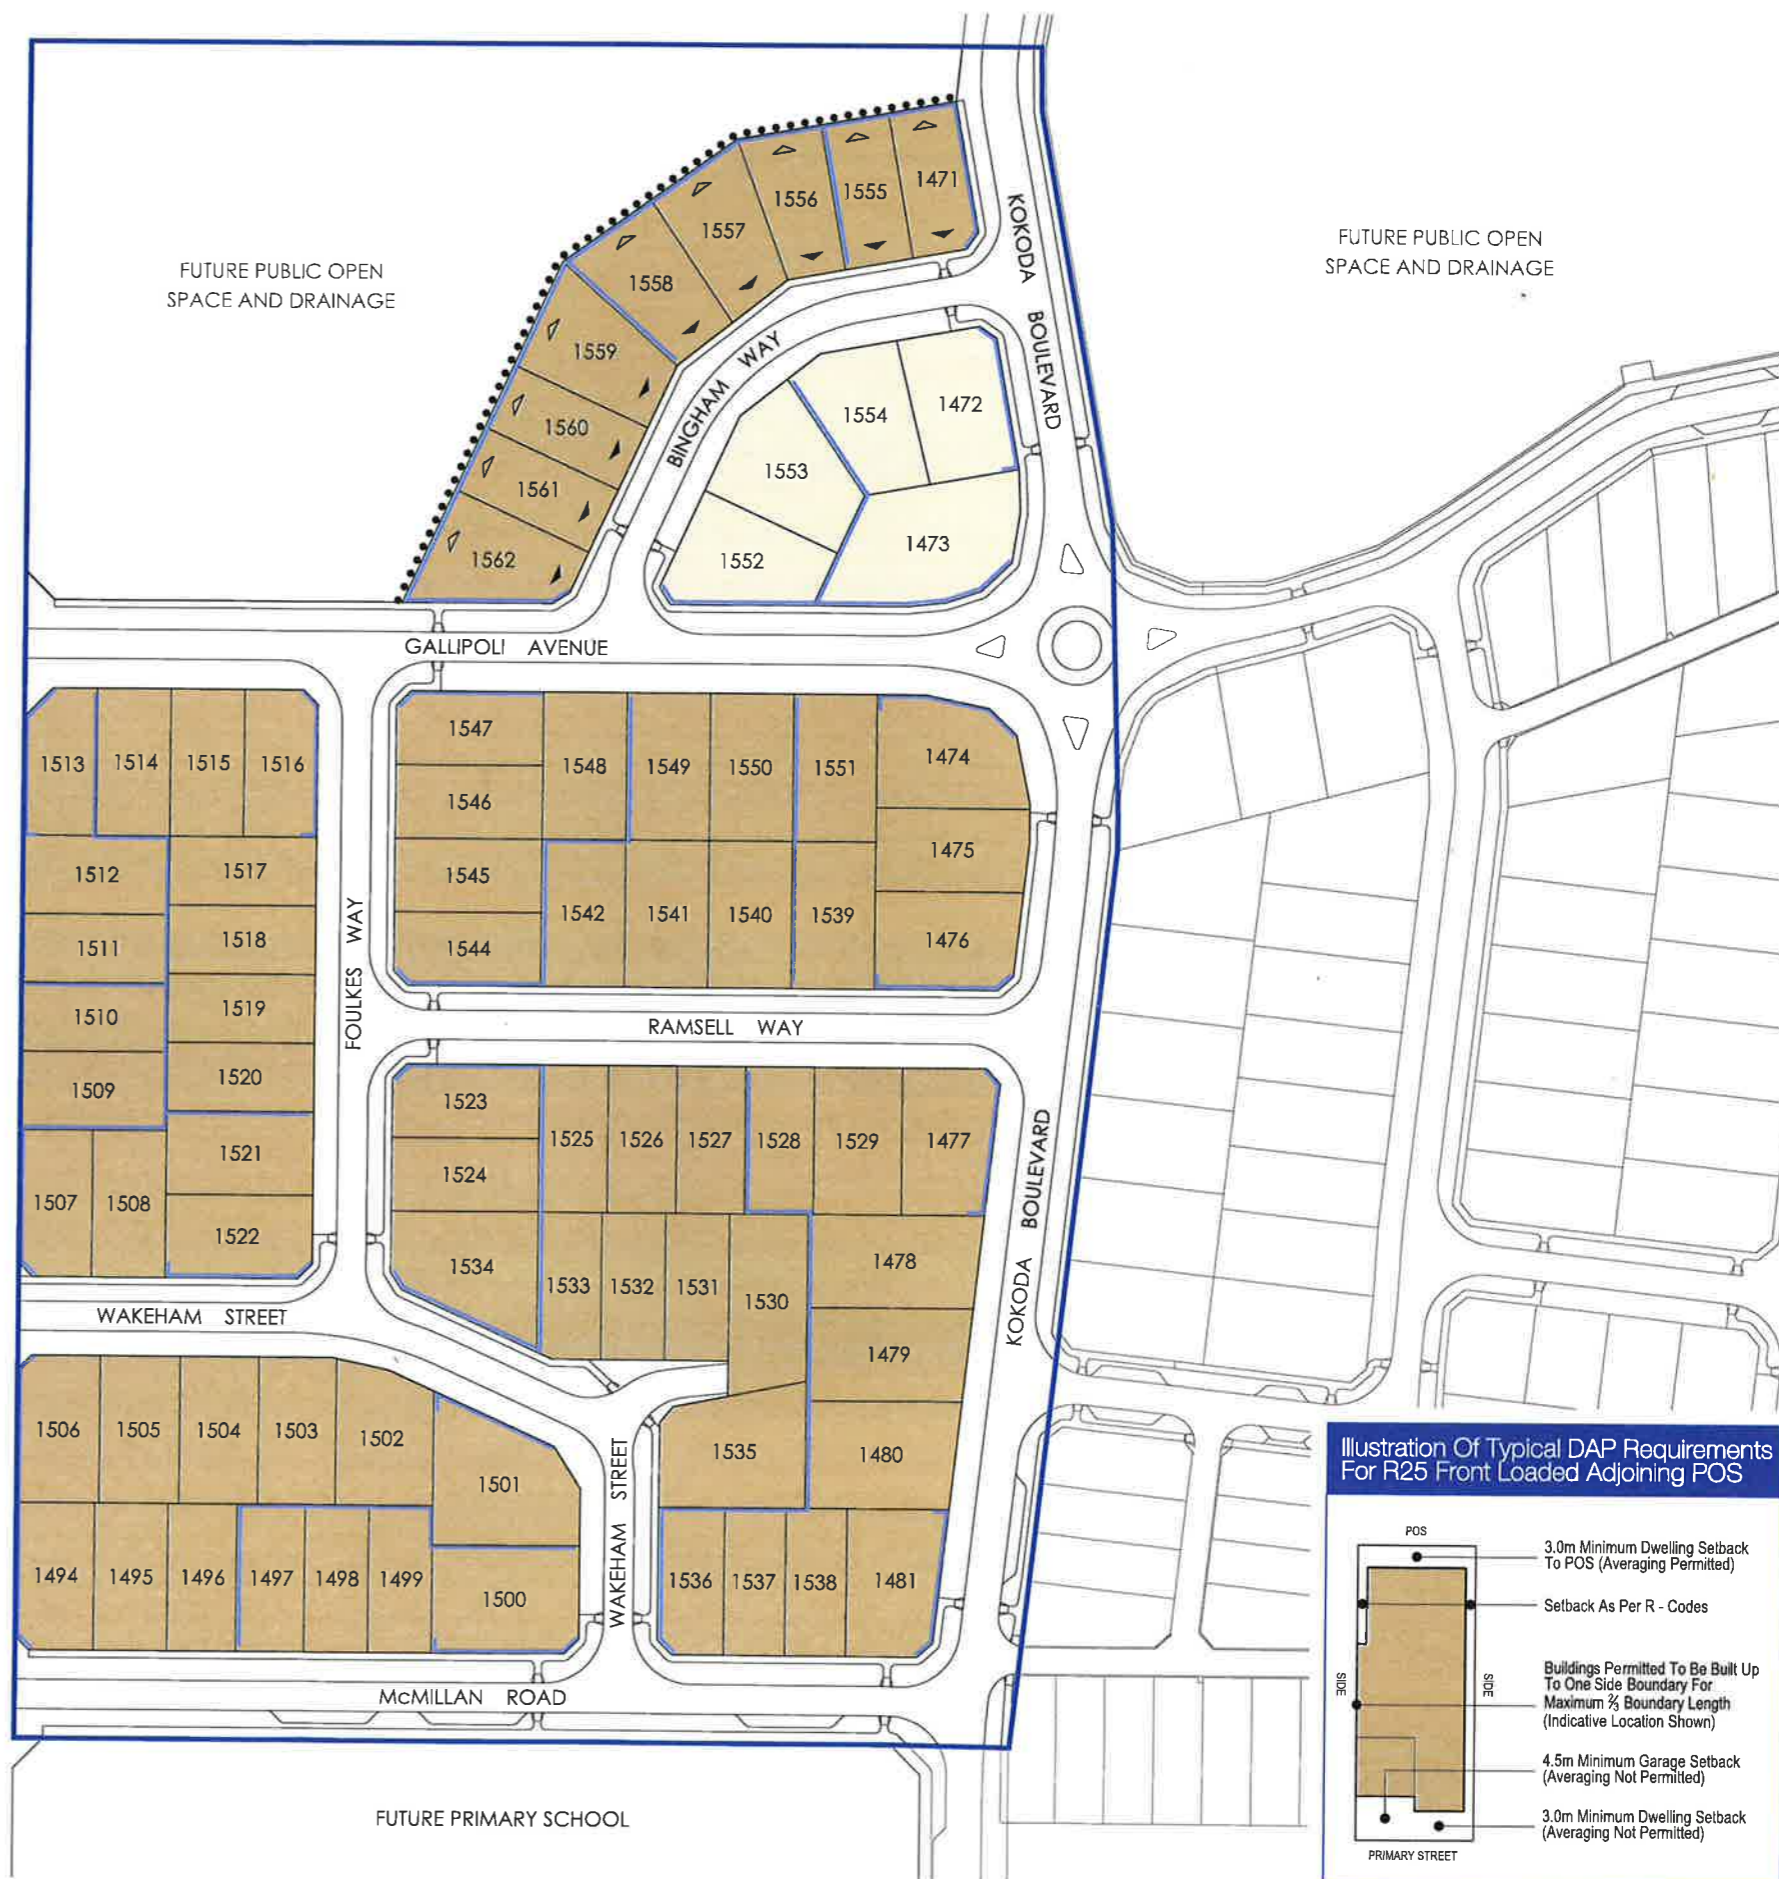 FUTURE PUBLIC OPEN
SPACE AND DRAINAGE
FUTURE PUBLIC OPEN
SPACE AND DRAINAGE
1471
1555
1556
1557
1558
1559
1560
1561
1562
KOKODA BOULEVARD
BINGHAM WAY
1472
1554
1553
1552
1473
GALLIPOLI AVENUE
1513
1514
1515
1516
1512
1517
1511
1518
1510
1519
1509
1520
1521
1507
1508
1522
FOULKES WAY
1547
1546
1545
1544
1548
1549
1550
1551
1474
1475
1476
1542
1541
1540
1539
RAMSELL WAY
1523
1524
1525
1526
1527
1528
1529
1477
1534
1533
1532
1531
1530
1478
1479
1480
KOKODA BOULEVARD
WAKEHAM STREET
1506
1505
1504
1503
1502
1501
1535
WAKEHAM STREET
1494
1495
1496
1497
1498
1499
1500
1536
1537
1538
1481
McMILLAN ROAD
FUTURE PRIMARY SCHOOL
Illustration Of Typical DAP Requirements
For R25 Front Loaded Adjoining POS
POS
3.0m Minimum Dwelling Setback
To POS (Averaging Permitted)
Setback As Per R - Codes
SIDE
SIDE
Buildings Permitted To Be Built Up
To One Side Boundary For
Maximum ⅔ Boundary Length
(Indicative Location Shown)
4.5m Minimum Garage Setback
(Averaging Not Permitted)
3.0m Minimum Dwelling Setback
(Averaging Not Permitted)
PRIMARY STREET